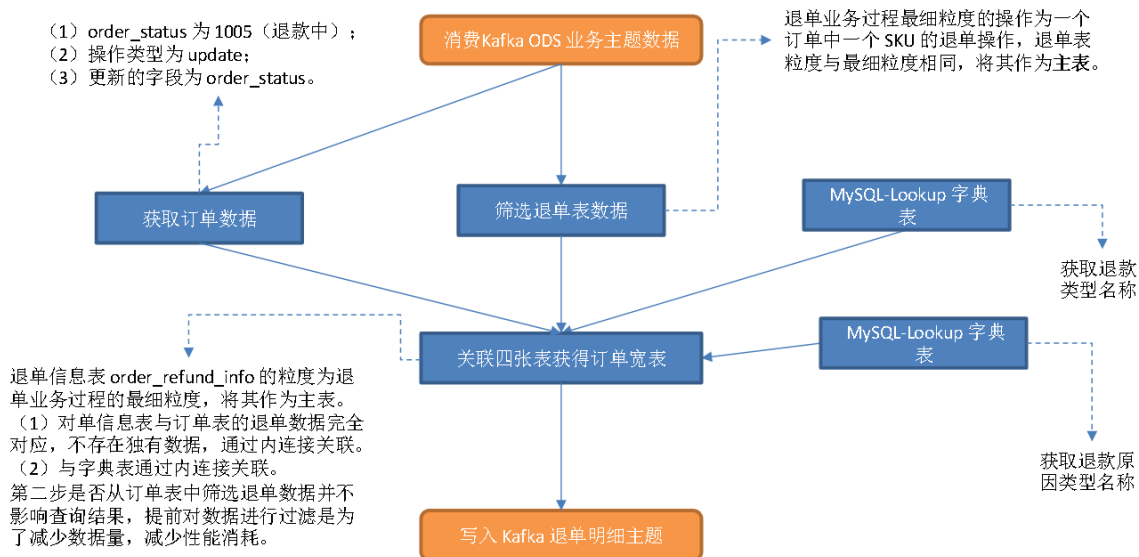 （1）order_status 为 1005（退款中）；
（2）操作类型为 update；
（3）更新的字段为 order_status。
消费Kafka ODS 业务主题数据
退单业务过程最细粒度的操作为一个
订单中一个 SKU 的退单操作，退单表
粒度与最细粒度相同，将其作为主表。
获取订单数据
筛选退单表数据
MySQL-Lookup 字典
表
获取退款
类型名称
关联四张表获得订单宽表
MySQL-Lookup 字典
表
获取退款原
因类型名称
退单信息表 order_refund_info 的粒度为退
单业务过程的最细粒度，将其作为主表。
（1）对单信息表与订单表的退单数据完全
对应，不存在独有数据，通过内连接关联。
（2）与字典表通过内连接关联。
第二步是否从订单表中筛选退单数据并不
影响查询结果，提前对数据进行过滤是为
了减少数据量，减少性能消耗。
写入 Kafka 退单明细主题